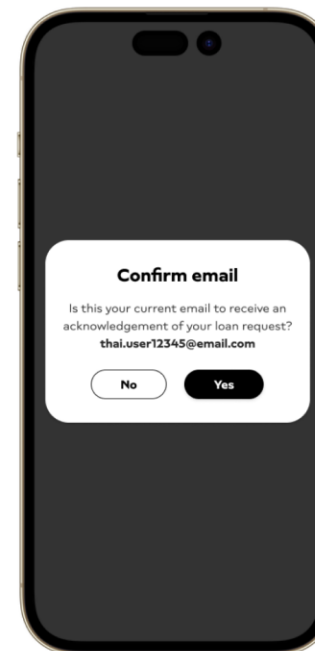 Confirm email
Is this your current email to receive an
acknowledgement of your loan request?
thai.user12345@email.com
No
Yes